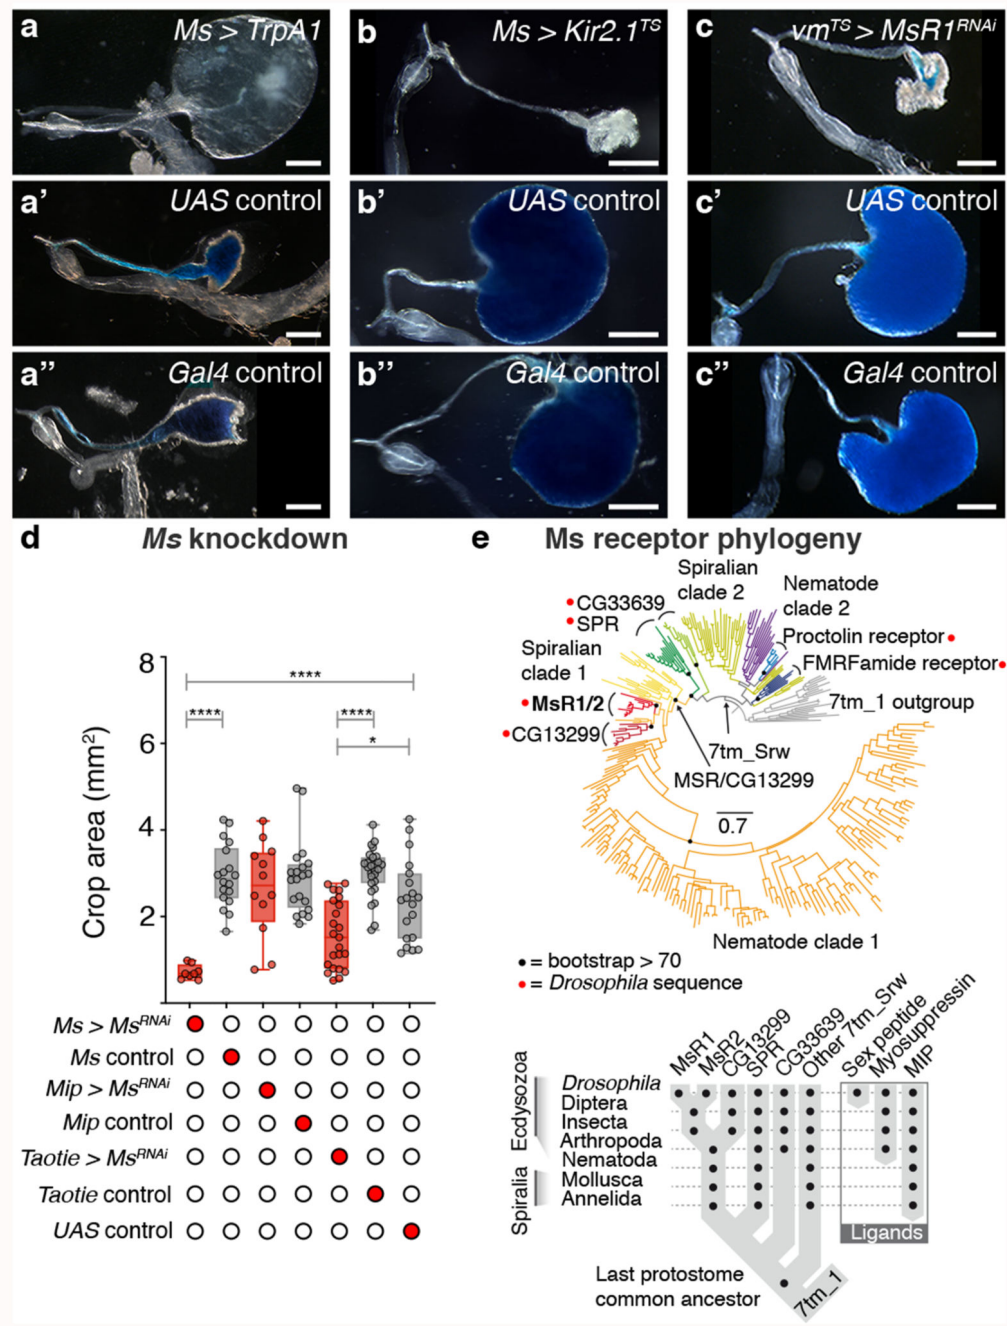 a Ms > TrpA1
b Ms > Kir2.1TS
c vmTS > MsR1RNAi
a’ UAS control
b’ UAS control
c’ UAS control
a” Gal4 control
b” Gal4 control
c” Gal4 control
d Ms knockdown
8
6
4
2
Crop area (mm2)
****
****
****
*
Ms > MsRNAi
Ms control
Mip > MsRNAi
Mip control
Taotie > MsRNAi
Taotie control
UAS control
e Ms receptor phylogeny
Spiralian
clade 2
Nematode
clade 2
CG33639
SPR
Proctolin receptor
FMRFamide receptor
Spiralian
clade 1
MsR1/2
CG13299
7tm_1 outgroup
7tm_Srw
MSR/CG13299
0.7
Nematode clade 1
= bootstrap > 70
= Drosophila sequence
MsR1
MsR2
CG13299
SPR
CG33639
Other 7tm_Srw
Sex peptide
Myosuppressin
MIP
Ecdysozoa
Drosophila
Diptera
Insecta
Arthropoda
Nematoda
Spiralia
Mollusca
Annelida
Ligands
Last protostome
common ancestor
7tm_1